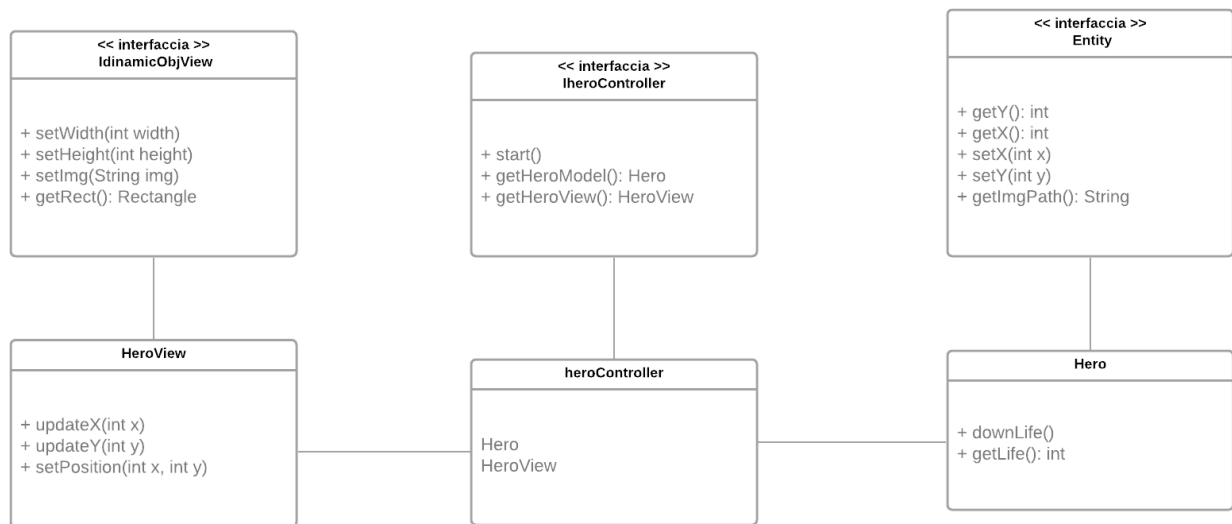 << interfaccia >>
IdinamicObjView
+ setWidth(int width)
+ setHeight(int height)
+ setImg(String img)
+ getRect(): Rectangle
<< interfaccia >>
IheroController
+ start()
+ getHeroModel(): Hero
+ getHeroView(): HeroView
<< interfaccia >>
Entity
+ getY(): int
+ getX(): int
+ setX(int x)
+ setY(int y)
+ getImgPath(): String
HeroView
+ updateX(int x)
+ updateY(int y)
+ setPosition(int x, int y)
heroController
Hero
HeroView
Hero
+ downLife()
+ getLife(): int